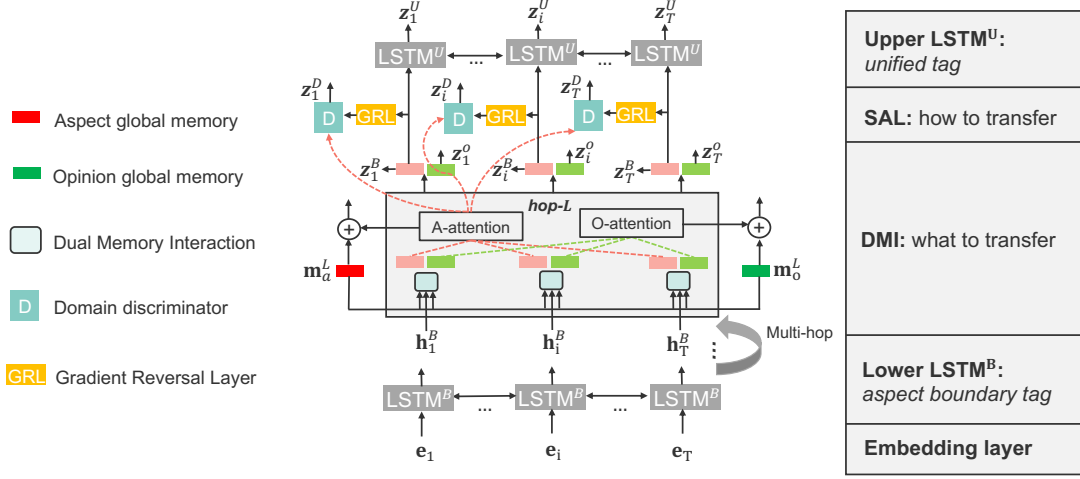 z_1^U z_i^U z_T^U
LSTM^U ... LSTM^U ... LSTM^U
z_1^D z_i^D z_T^D
D GRL D GRL D GRL
z_1^B z_1^o z_i^B z_i^o z_T^B z_T^o
hop-L
A-attention O-attention
m_a^L m_o^L
h_1^B h_i^B h_T^B
... Multi-hop
LSTM^B ... LSTM^B ... LSTM^B
e_1 e_i e_T
Aspect global memory
Opinion global memory
Dual Memory Interaction
D Domain discriminator
GRL Gradient Reversal Layer
Upper LSTM^U:
unified tag
SAL: how to transfer
DMI: what to transfer
Lower LSTM^B:
aspect boundary tag
Embedding layer